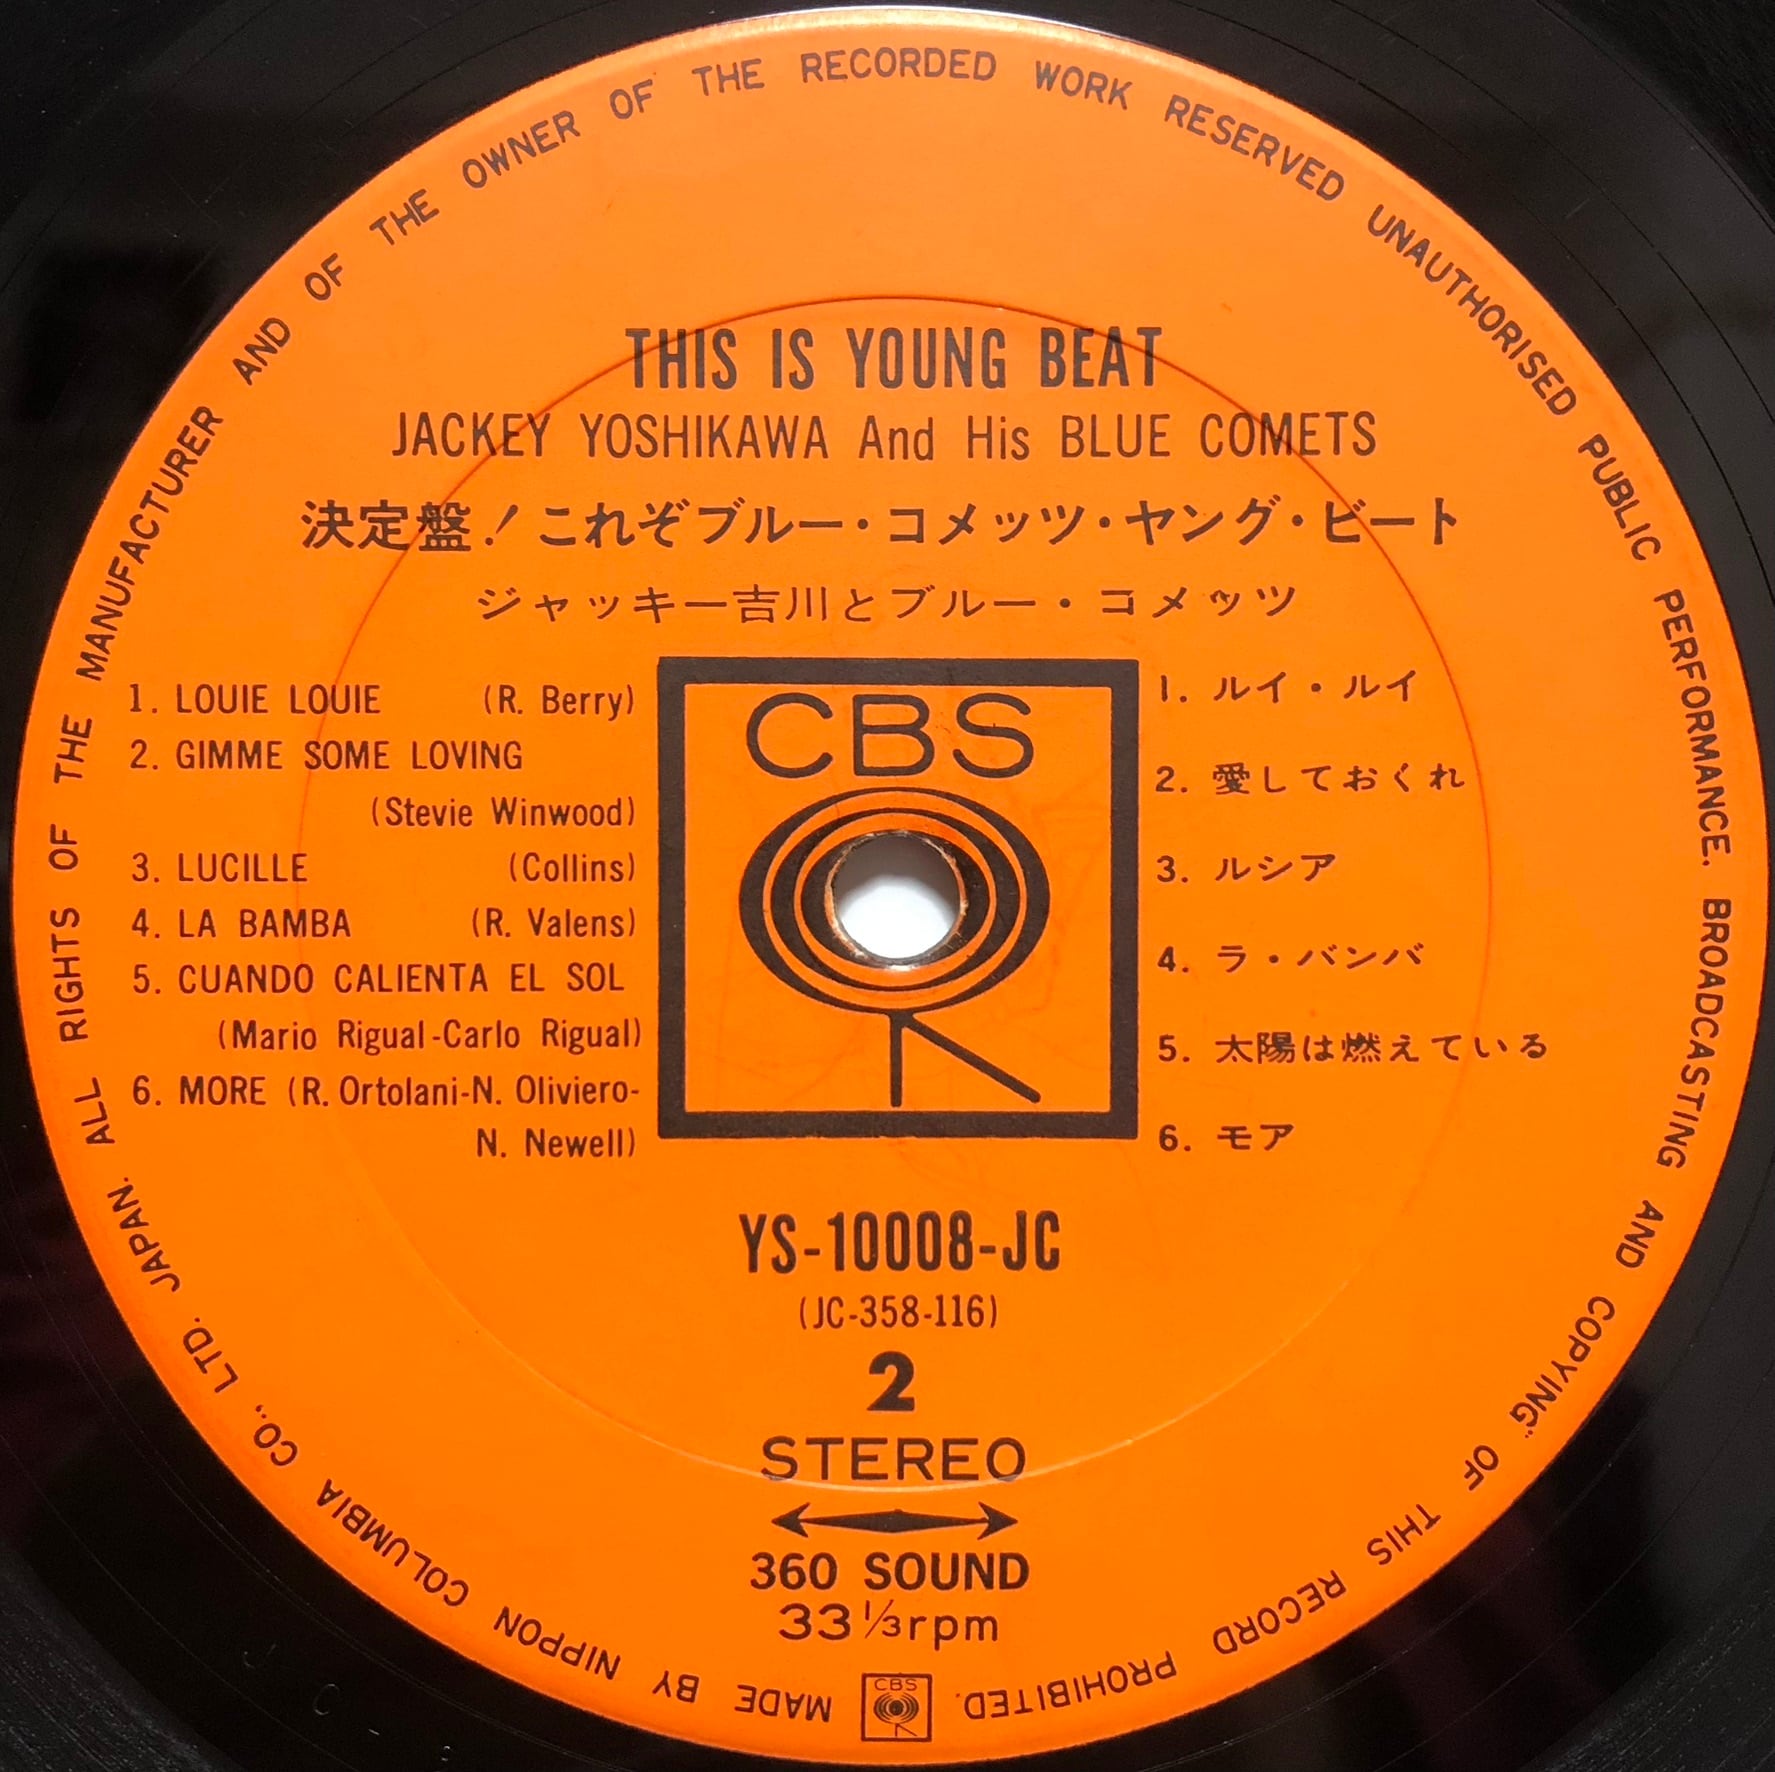 THIS IS YOUNG BEAT
JACKEY YOSHIKAWA And His BLUE COMETS
決定盤!これぞブルー・コメッツ・ヤング・ビート
ジャッキー吉川とブルー・コメッツ
1. LOUIE LOUIE (R. Berry)
2. GIMME SOME LOVING
(Stevie Winwood)
3. LUCILLE (Collins)
4. LA BAMBA (R. Valens)
5. CUANDO CALIENTA EL SOL
(Mario Rigual-Carlo Rigual)
6. MORE (R. Ortolani-N. Oliviero-
N. Newell)
CBS
1. ルイ・ルイ
2. 愛しておくれ
3. ルシア
4. ラ・バンバ
5. 太陽は燃えている
6. モア
YS-10008-JC
(JC-358-116)
2
STEREO
360 SOUND
33 1/3 rpm
CBS
MADE BY NIPPON COLUMBIA CO., LTD. JAPAN. ALL RIGHTS OF THE MANUFACTURER AND OF THE OWNER OF THE RECORDED WORK RESERVED UNAUTHORISED PUBLIC PERFORMANCE. BROADCASTING AND COPYING OF THIS RECORD PROHIBITED.